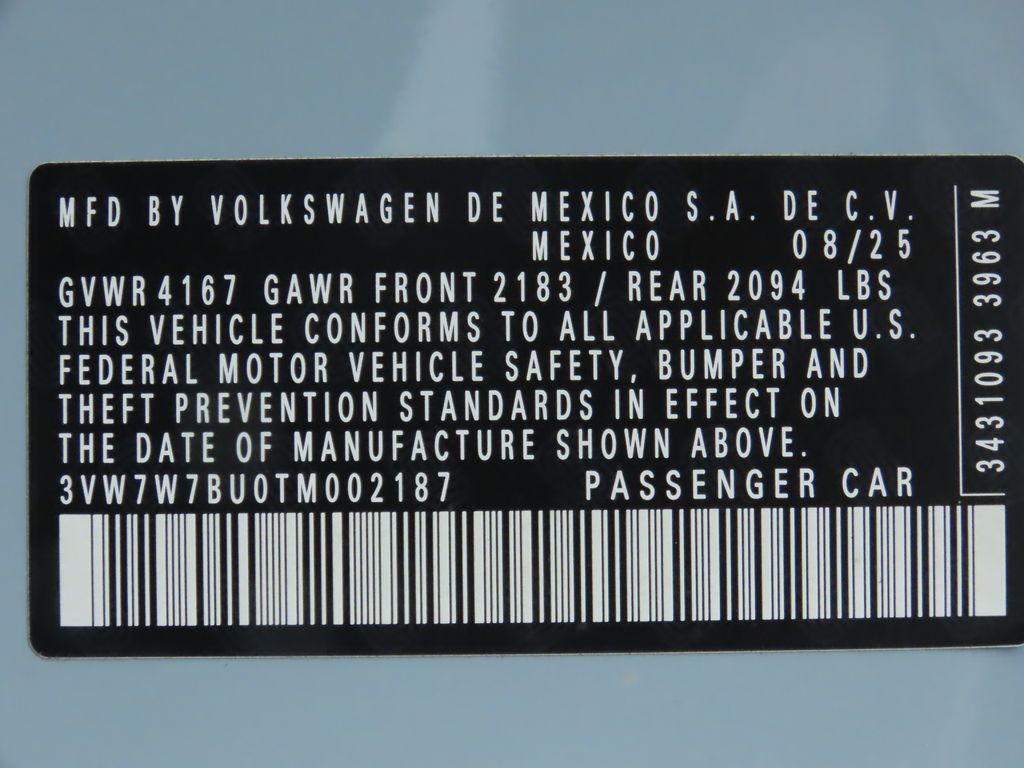 MFD BY VOLKSWAGEN DE MEXICO S.A. DE C.V.
MEXICO 08/25
GVWR 4167 GAWR FRONT 2183 / REAR 2094 LBS
THIS VEHICLE CONFORMS TO ALL APPLICABLE U.S.
FEDERAL MOTOR VEHICLE SAFETY, BUMPER AND
THEFT PREVENTION STANDARDS IN EFFECT ON
THE DATE OF MANUFACTURE SHOWN ABOVE.
3VW7W7BU0TM002187 PASSENGER CAR
3431093 3963 M